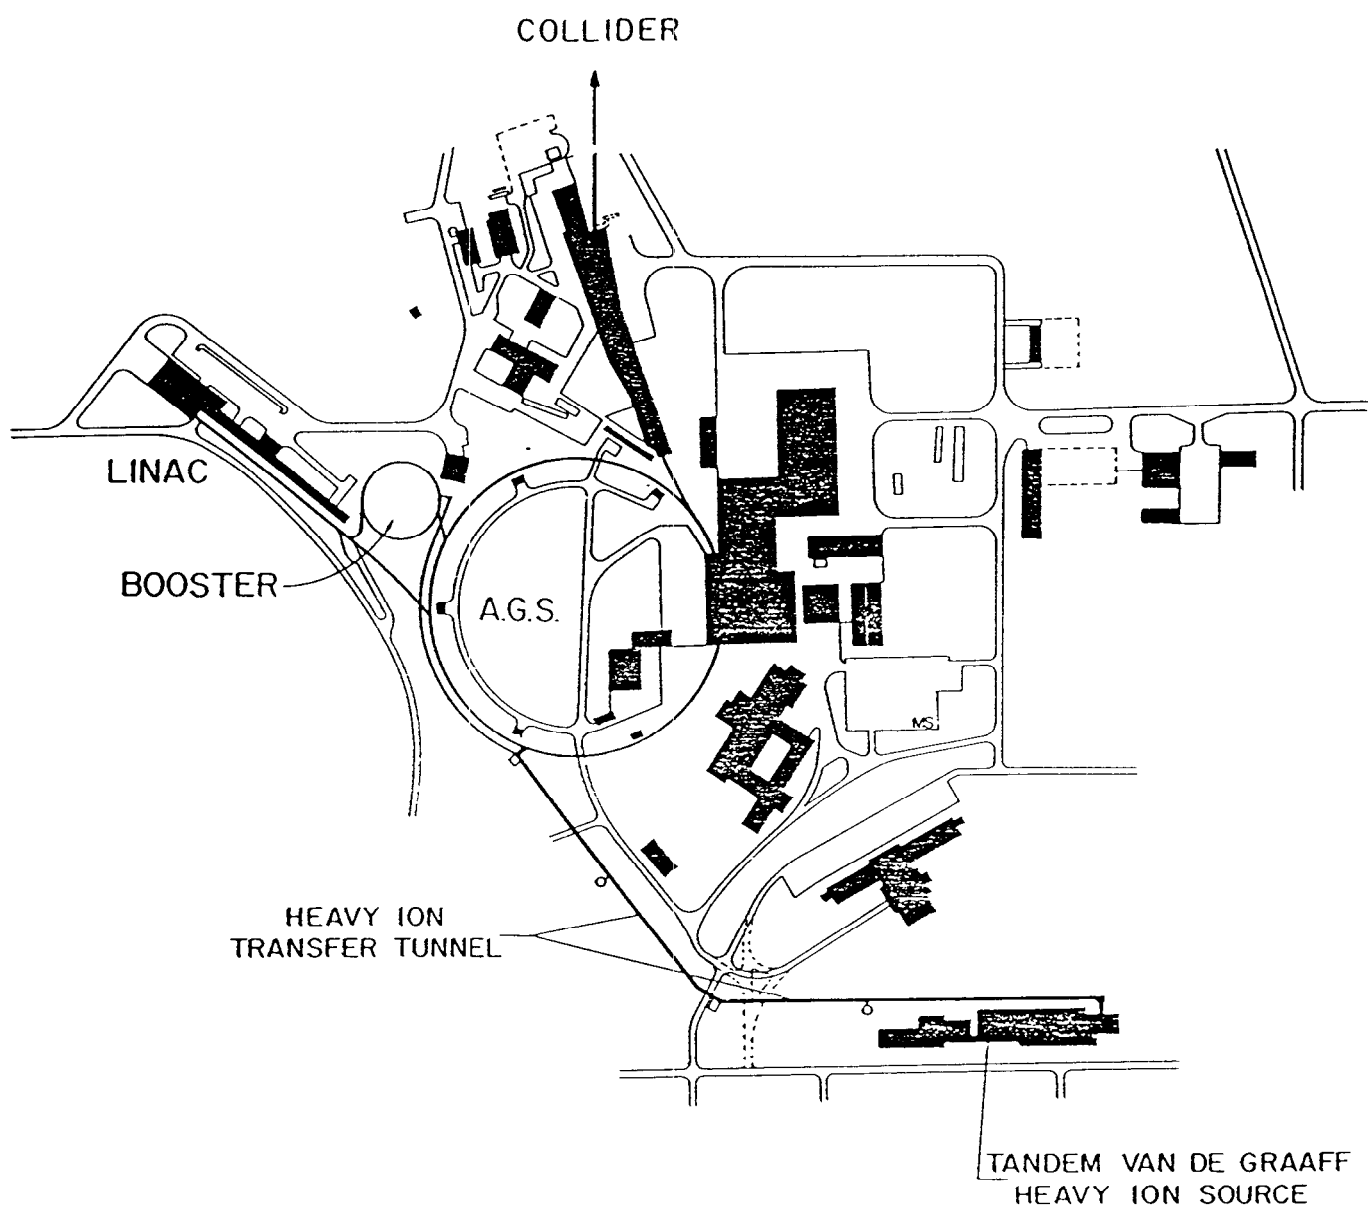 COLLIDER
LINAC
BOOSTER
A.G.S.
MS
HEAVY ION
TRANSFER TUNNEL
TANDEM VAN DE GRAAFF
HEAVY ION SOURCE